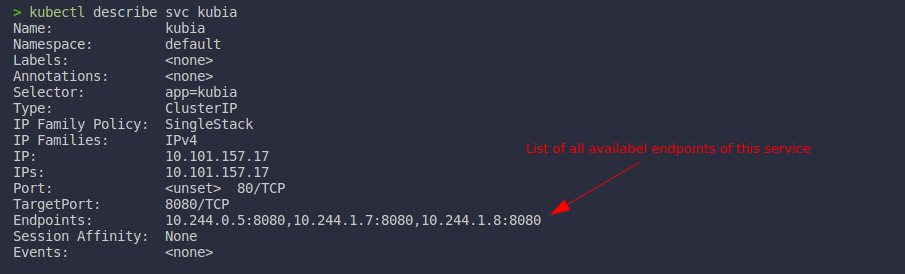 > kubectl describe svc kubia
Name:              kubia
Namespace:         default
Labels:            <none>
Annotations:       <none>
Selector:          app=kubia
Type:              ClusterIP
IP Family Policy:  SingleStack
IP Families:       IPv4
IP:                10.101.157.17
IPs:               10.101.157.17
Port:              <unset>  80/TCP
TargetPort:        8080/TCP
Endpoints:         10.244.0.5:8080,10.244.1.7:8080,10.244.1.8:8080
Session Affinity:  None
Events:            <none>
List of all availabel endpoints of this service